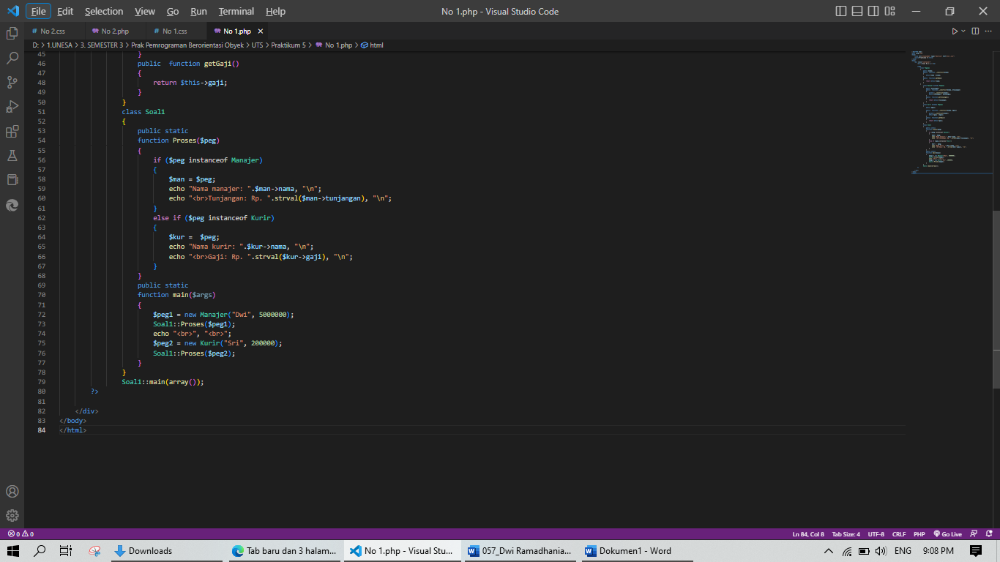 File Edit Selection View Go Run Terminal Help No 1.php - Visual Studio Code
# No 2.css No 2.php # No 1.css No 1.php ×
D: > 1.UNESA > 3. SEMESTER 3 > Prak Pemrograman Berorientasi Obyek > UTS > Praktikum 5 > No 1.php > html
45 }
46 public  function getGaji()
47 {
48 return $this->gaji;
49 }
50 }
51 class Soal1
52 {
53 public static
54 function Proses($peg)
55 {
56 if ($peg instanceof Manajer)
57 {
58 $man = $peg;
59 echo "Nama manajer: ".$man->nama, "\n";
60 echo "<br>Tunjangan: Rp. ".strval($man->tunjangan), "\n";
61 }
62 else if ($peg instanceof Kurir)
63 {
64 $kur =  $peg;
65 echo "Nama kurir: ".$kur->nama, "\n";
66 echo "<br>Gaji: Rp. ".strval($kur->gaji), "\n";
67 }
68 }
69 public static
70 function main($args)
71 {
72 $peg1 = new Manajer("Dwi", 5000000);
73 Soal1::Proses($peg1);
74 echo "<br>", "<br>";
75 $peg2 = new Kurir("Sri", 200000);
76 Soal1::Proses($peg2);
77 }
78 }
79 Soal1::main(array());
80 ?>
81
82 </div>
83 </body>
84 </html>
0 0 Ln 84, Col 8 Tab Size: 4 UTF-8 CRLF PHP Go Live
Downloads Tab baru dan 3 halam... No 1.php - Visual Stu... 057_Dwi Ramadhania... Dokumen1 - Word ENG 9:08 PM